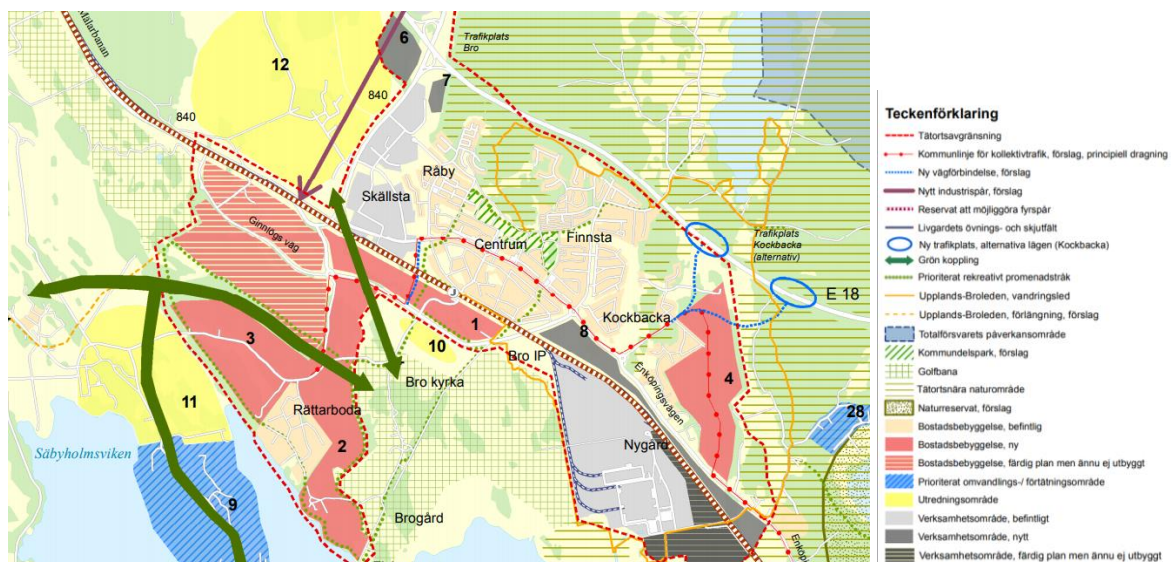 Mälarbanan
6
Trafikplats
Bro
12
7
840
840
Råby
Skällsta
Ginnlögs väg
Centrum
Finnsta
Trafikplats
Kockbacka
(alternativ)
E 18
3
1
10
8
Kockbacka
Bro IP
Bro kyrka
Enköpingsvägen
4
11
Rättarboda
28
Säbyholmsviken
2
Nygård
9
Brogård
Teckenförklaring
Tätortsavgränsning
Kommunlinje för kollektivtrafik, förslag, principiell dragning
Ny vägförbindelse, förslag
Nytt industrispår, förslag
Reservat att möjliggöra fyrspår
Livgardets övnings- och skjutfält
Ny trafikplats, alternativa lägen (Kockbacka)
Grön koppling
Prioriterat rekreativt promenadstråk
Upplands-Broleden, vandringsled
Upplands-Broleden, förlängning, förslag
Totalförsvarets påverkansområde
Kommundelspark, förslag
Golfbana
Tätortsnära naturområde
Naturreservat, förslag
Bostadsbebyggelse, befintlig
Bostadsbebyggelse, ny
Bostadsbebyggelse, färdig plan men ännu ej utbyggt
Prioriterat omvandlings-/ förtätningsområde
Utredningsområde
Verksamhetsområde, befintligt
Verksamhetsområde, nytt
Verksamhetsområde, färdig plan men ännu ej utbyggt